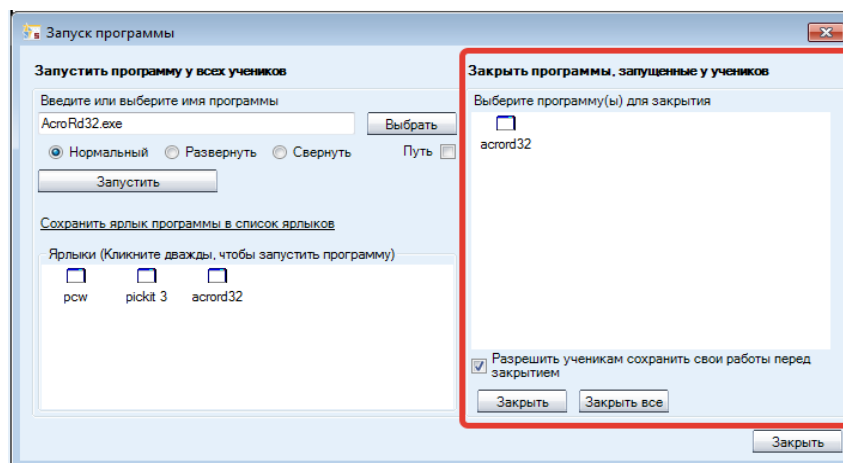 Запуск программы
Запустить программу у всех учеников
Введите или выберите имя программы
AcroRd32.exe
Выбрать
Нормальный Развернуть Свернуть Путь
Запустить
Сохранить ярлык программы в список ярлыков
Ярлыки (Кликните дважды, чтобы запустить программу)
pcw pickit 3 acrord32
Закрыть программы, запущенные у учеников
Выберите программу(ы) для закрытия
acrord32
Разрешить ученикам сохранить свои работы перед
закрытием
Закрыть Закрыть все
Закрыть